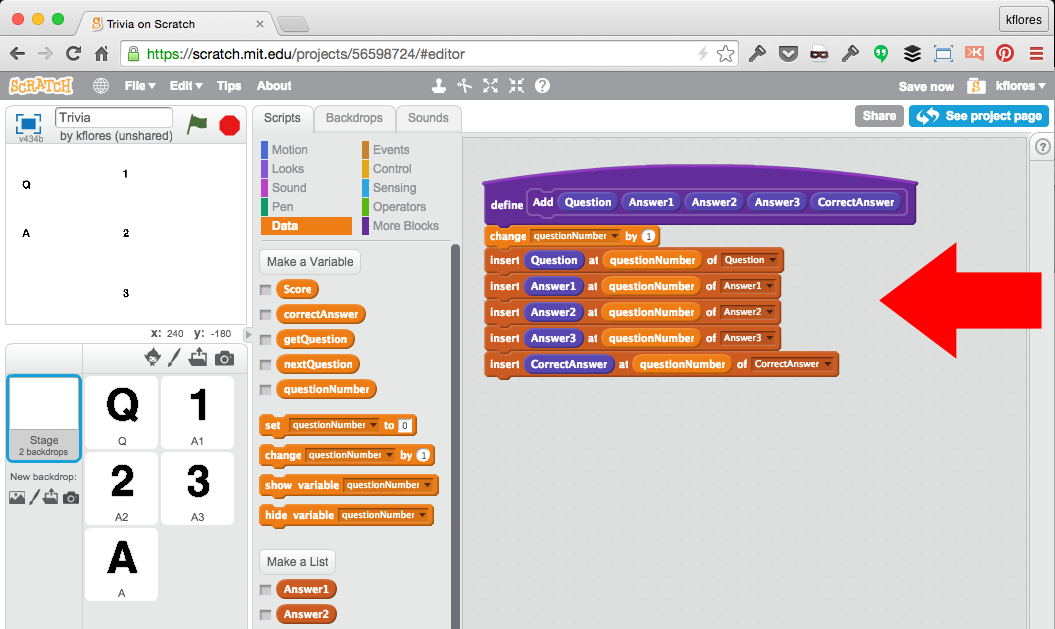 Trivia on Scratch
kflores
https://scratch.mit.edu/projects/56598724/#editor
SCRATCH File Edit Tips About Save now kflores
Trivia
by kflores (unshared)
v434b
Scripts Backdrops Sounds
Share See project page
?
Motion Events
Looks Control
Sound Sensing
Pen Operators
Data More Blocks
Q
1
A
2
3
x: 240 y: -180
Stage
2 backdrops
New backdrop:
Q
Q
1
A1
2
A2
3
A3
A
A
Make a Variable
Score
correctAnswer
getQuestion
nextQuestion
questionNumber
set questionNumber to 0
change questionNumber by 1
show variable questionNumber
hide variable questionNumber
Make a List
Answer1
Answer2
define Add Question Answer1 Answer2 Answer3 CorrectAnswer
change questionNumber by 1
insert Question at questionNumber of Question
insert Answer1 at questionNumber of Answer1
insert Answer2 at questionNumber of Answer2
insert Answer3 at questionNumber of Answer3
insert CorrectAnswer at questionNumber of CorrectAnswer